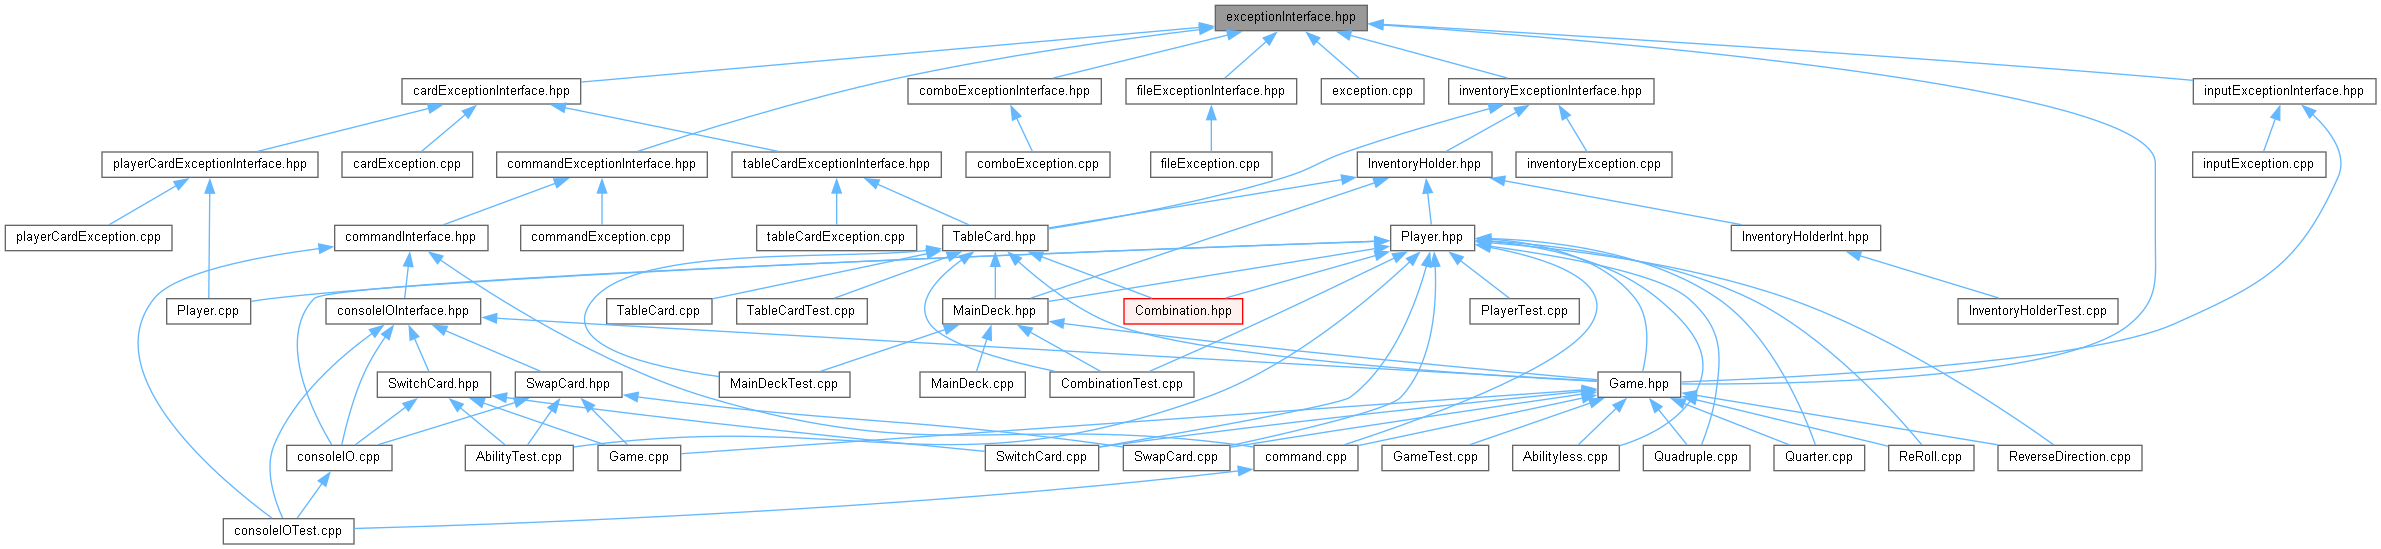 exceptionInterface.hpp
cardExceptionInterface.hpp
comboExceptionInterface.hpp
fileExceptionInterface.hpp
exception.cpp
inventoryExceptionInterface.hpp
inputExceptionInterface.hpp
playerCardExceptionInterface.hpp
cardException.cpp
commandExceptionInterface.hpp
tableCardExceptionInterface.hpp
comboException.cpp
fileException.cpp
InventoryHolder.hpp
inventoryException.cpp
inputException.cpp
playerCardException.cpp
commandInterface.hpp
commandException.cpp
tableCardException.cpp
TableCard.hpp
Player.hpp
InventoryHolderInt.hpp
Player.cpp
consoleIOInterface.hpp
TableCard.cpp
TableCardTest.cpp
MainDeck.hpp
Combination.hpp
PlayerTest.cpp
InventoryHolderTest.cpp
SwitchCard.hpp
SwapCard.hpp
MainDeckTest.cpp
MainDeck.cpp
CombinationTest.cpp
Game.hpp
consoleIO.cpp
AbilityTest.cpp
Game.cpp
SwitchCard.cpp
SwapCard.cpp
command.cpp
GameTest.cpp
Abilityless.cpp
Quadruple.cpp
Quarter.cpp
ReRoll.cpp
ReverseDirection.cpp
consoleIOTest.cpp